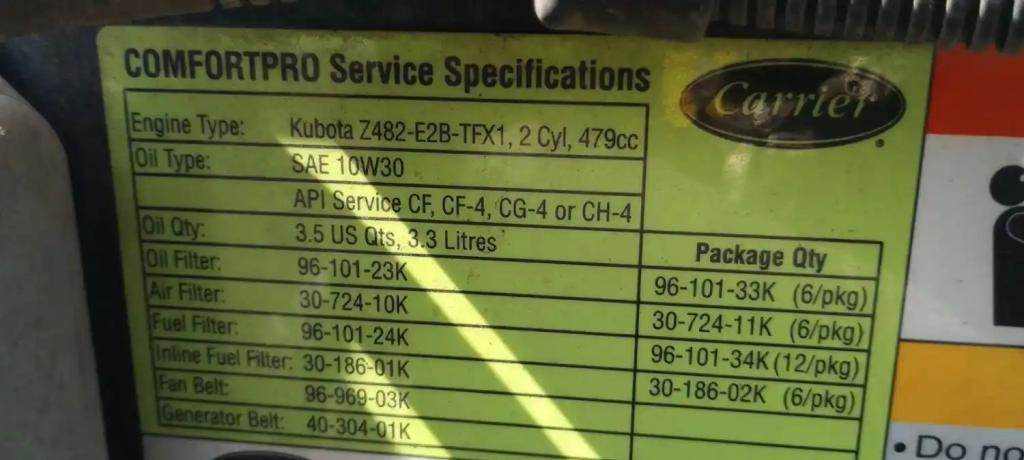 COMFORTPRO Service Specifications
Carrier
Engine Type: Kubota Z482-E2B-TFX1, 2 Cyl, 479cc
Oil Type: SAE 10W30
API Service CF, CF-4, CG-4 or CH-4
Oil Qty: 3.5 US Qts, 3.3 Litres
Package Qty
Oil Filter: 96-101-23K 96-101-33K (6/pkg)
Air Filter: 30-724-10K 30-724-11K (6/pkg)
Fuel Filter: 96-101-24K 96-101-34K (12/pkg)
Inline Fuel Filter: 30-186-01K 30-186-02K (6/pkg)
Fan Belt: 96-969-03K
Generator Belt: 40-304-01K
• Do no